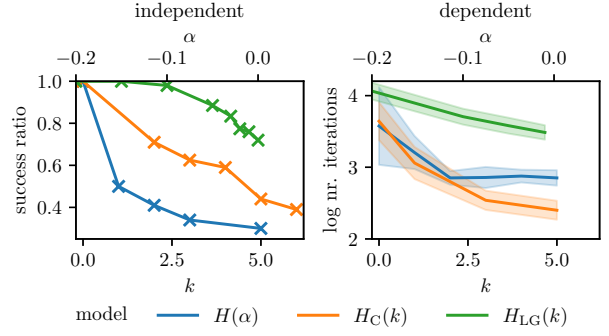 independent
α
−0.2 −0.1 0.0
success ratio
1.0
0.8
0.6
0.4
0.0 2.5 5.0
k
dependent
α
−0.2 −0.1 0.0
log nr. iterations
4
3
2
0.0 2.5 5.0
k
model H(α) H_C(k) H_LG(k)